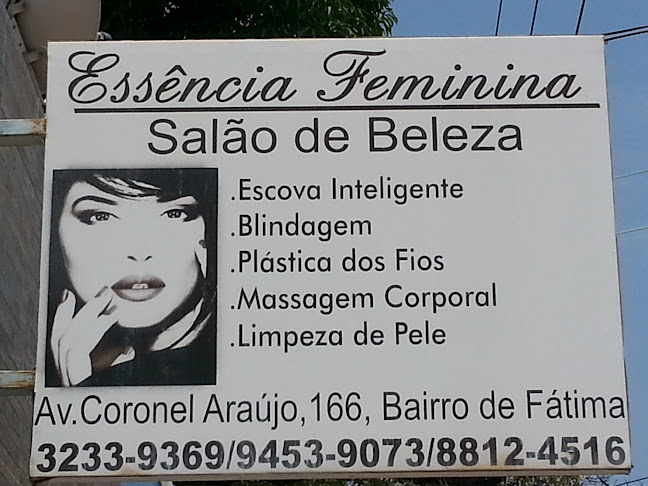 Essência Feminina
Salão de Beleza
.Escova Inteligente
.Blindagem
.Plástica dos Fios
.Massagem Corporal
.Limpeza de Pele
Av.Coronel Araújo,166, Bairro de Fátima
3233-9369/9453-9073/8812-4516